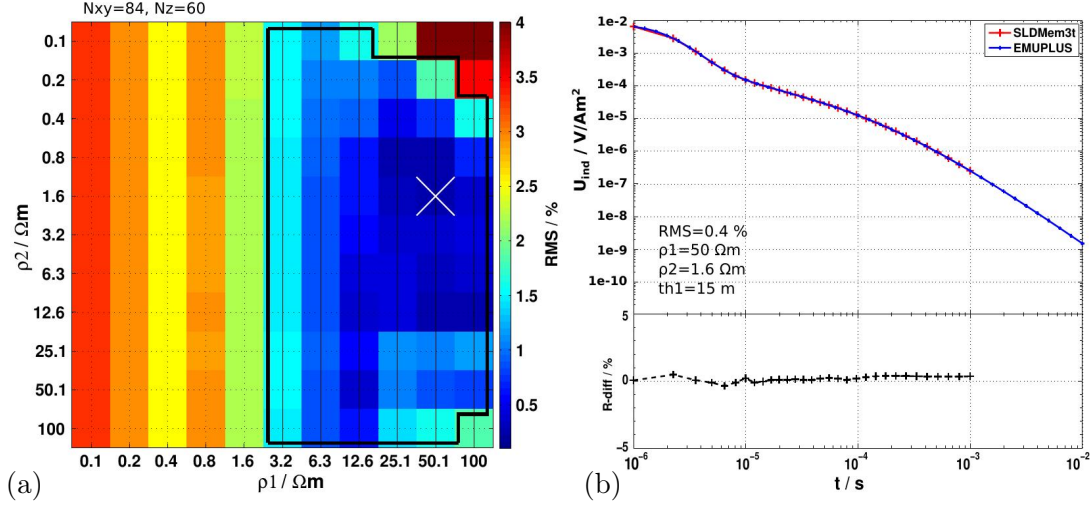 Nxy=84, Nz=60
ρ2 / Ωm
0.1
0.2
0.4
0.8
1.6
3.2
6.3
12.6
25.1
50.1
100
0.1 0.2 0.4 0.8 1.6 3.2 6.3 12.6 25.1 50.1 100
ρ1 / Ωm
4
3.5
3
2.5
2
1.5
1
0.5
RMS / %
(a)
SLDMem3t
EMUPLUS
Uind / V/Am²
1e-2
1e-3
1e-4
1e-5
1e-6
1e-7
1e-8
1e-9
1e-10
RMS=0.4 %
ρ1=50 Ωm
ρ2=1.6 Ωm
th1=15 m
R-diff / %
5
0
-5
10⁻⁶ 10⁻⁵ 10⁻⁴ 10⁻³ 10⁻²
t / s
(b)